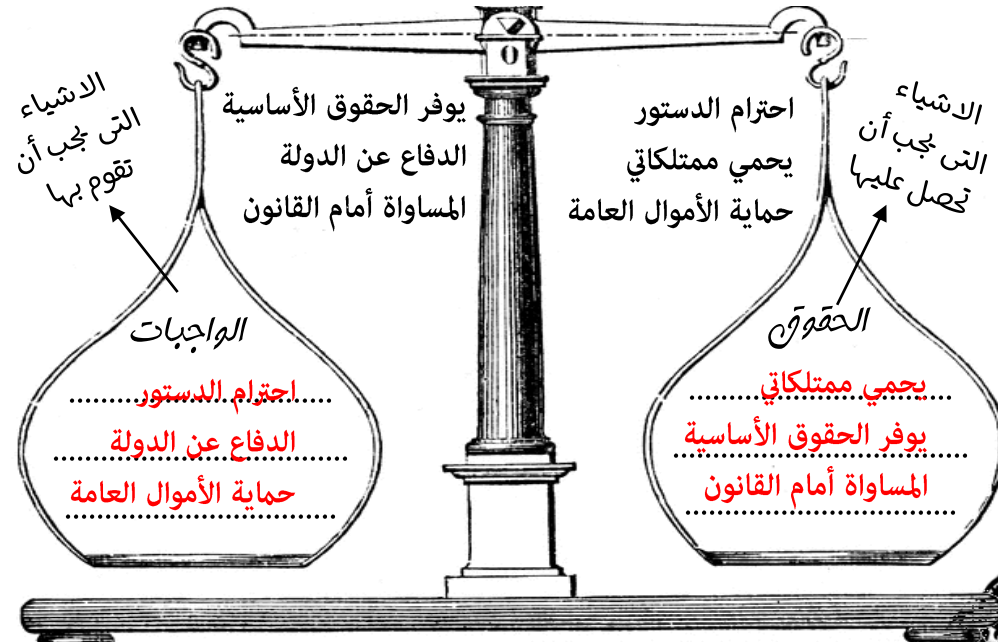 الاشياء
التى يجب أن
تحصل عليها
احترام الدستور
يحمي ممتلكاتي
حماية الأموال العامة
يوفر الحقوق الأساسية
الدفاع عن الدولة
المساواة أمام القانون
الاشياء
التى يجب أن
تقوم بها
الحقوق
يحمي ممتلكاتي
يوفر الحقوق الأساسية
المساواة أمام القانون
الواجبات
احترام الدستور
الدفاع عن الدولة
حماية الأموال العامة